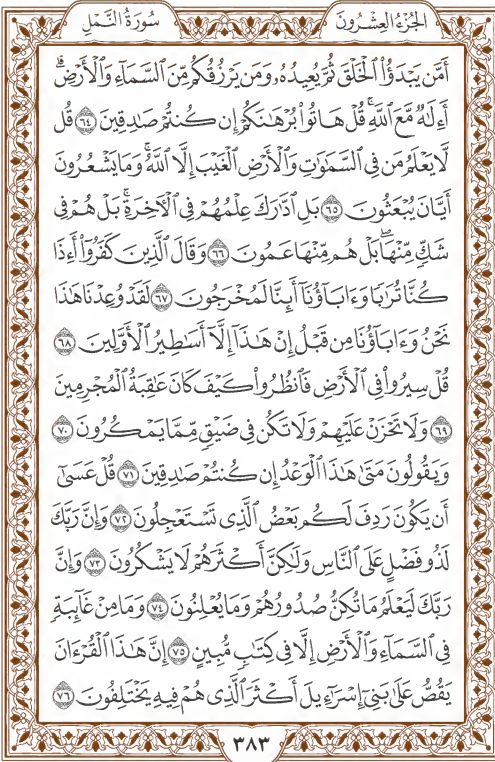 الجُزءُ العِشرُونَ
سُورَةُ النَّمْلِ
أَمَّن يَبْدَؤُاْ ٱلْخَلْقَ ثُمَّ يُعِيدُهُۥ وَمَن يَرْزُقُكُم مِّنَ ٱلسَّمَآءِ وَٱلْأَرْضِۗ
أَءِلَٰهٌ مَّعَ ٱللَّهِۚ قُلْ هَاتُواْ بُرْهَٰنَكُمْ إِن كُنتُمْ صَٰدِقِينَ ٦٤ قُل
لَّا يَعْلَمُ مَن فِي ٱلسَّمَٰوَٰتِ وَٱلْأَرْضِ ٱلْغَيْبَ إِلَّا ٱللَّهُۚ وَمَا يَشْعُرُونَ
أَيَّانَ يُبْعَثُونَ ٦٥ بَلِ ٱدَّٰرَكَ عِلْمُهُمْ فِي ٱلْأٓخِرَةِۚ بَلْ هُمْ فِي
شَكٍّ مِّنْهَاۖ بَلْ هُم مِّنْهَا عَمُونَ ٦٦ وَقَالَ ٱلَّذِينَ كَفَرُوٓاْ أَءِذَا
كُنَّا تُرَٰبًا وَءَابَآؤُنَآ أَئِنَّا لَمُخْرَجُونَ ٦٧ لَقَدْ وُعِدْنَا هَٰذَا
نَحْنُ وَءَابَآؤُنَا مِن قَبْلُ إِنْ هَٰذَآ إِلَّآ أَسَٰطِيرُ ٱلْأَوَّلِينَ ٦٨
قُلْ سِيرُواْ فِي ٱلْأَرْضِ فَٱنظُرُواْ كَيْفَ كَانَ عَٰقِبَةُ ٱلْمُجْرِمِينَ
٦٩ وَلَا تَحْزَنْ عَلَيْهِمْ وَلَا تَكُن فِي ضَيْقٍ مِّمَّا يَمْكُرُونَ ٧٠
وَيَقُولُونَ مَتَىٰ هَٰذَا ٱلْوَعْدُ إِن كُنتُمْ صَٰدِقِينَ ٧١ قُلْ عَسَىٰٓ
أَن يَكُونَ رَدِفَ لَكُم بَعْضُ ٱلَّذِي تَسْتَعْجِلُونَ ٧٢ وَإِنَّ رَبَّكَ
لَذُو فَضْلٍ عَلَى ٱلنَّاسِ وَلَٰكِنَّ أَكْثَرَهُمْ لَا يَشْكُرُونَ ٧٣ وَإِنَّ
رَبَّكَ لَيَعْلَمُ مَا تُكِنُّ صُدُورُهُمْ وَمَا يُعْلِنُونَ ٧٤ وَمَا مِنْ غَآئِبَةٍ
فِي ٱلسَّمَآءِ وَٱلْأَرْضِ إِلَّا فِي كِتَٰبٍ مُّبِينٍ ٧٥ إِنَّ هَٰذَا ٱلْقُرْءَانَ
يَقُصُّ عَلَىٰ بَنِيٓ إِسْرَٰٓءِيلَ أَكْثَرَ ٱلَّذِي هُمْ فِيهِ يَخْتَلِفُونَ ٧٦
٣٨٣